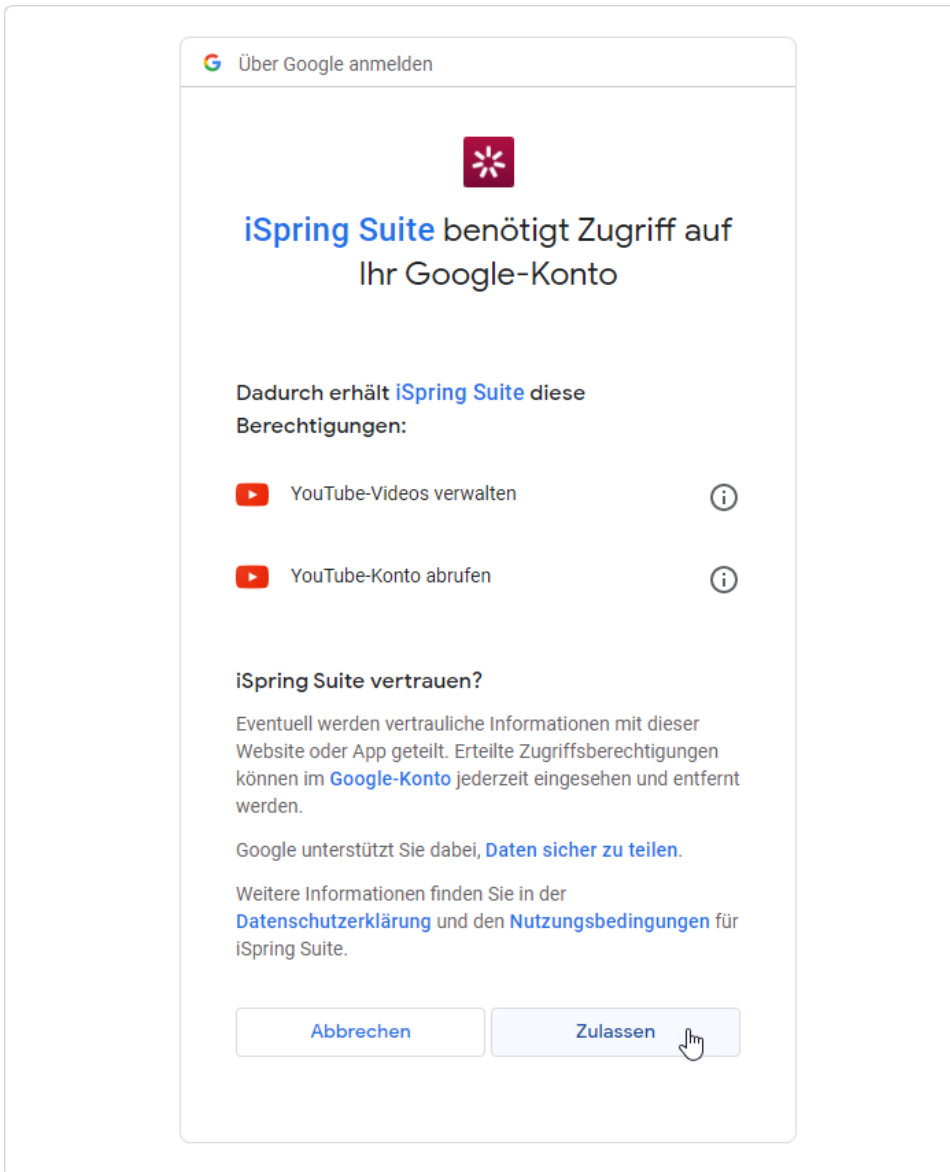 Über Google anmelden
iSpring Suite benötigt Zugriff auf
Ihr Google-Konto
Dadurch erhält iSpring Suite diese
Berechtigungen:
YouTube-Videos verwalten
YouTube-Konto abrufen
iSpring Suite vertrauen?
Eventuell werden vertrauliche Informationen mit dieser
Website oder App geteilt. Erteilte Zugriffsberechtigungen
können im Google-Konto jederzeit eingesehen und entfernt
werden.
Google unterstützt Sie dabei, Daten sicher zu teilen.
Weitere Informationen finden Sie in der
Datenschutzerklärung und den Nutzungsbedingungen für
iSpring Suite.
Abbrechen
Zulassen